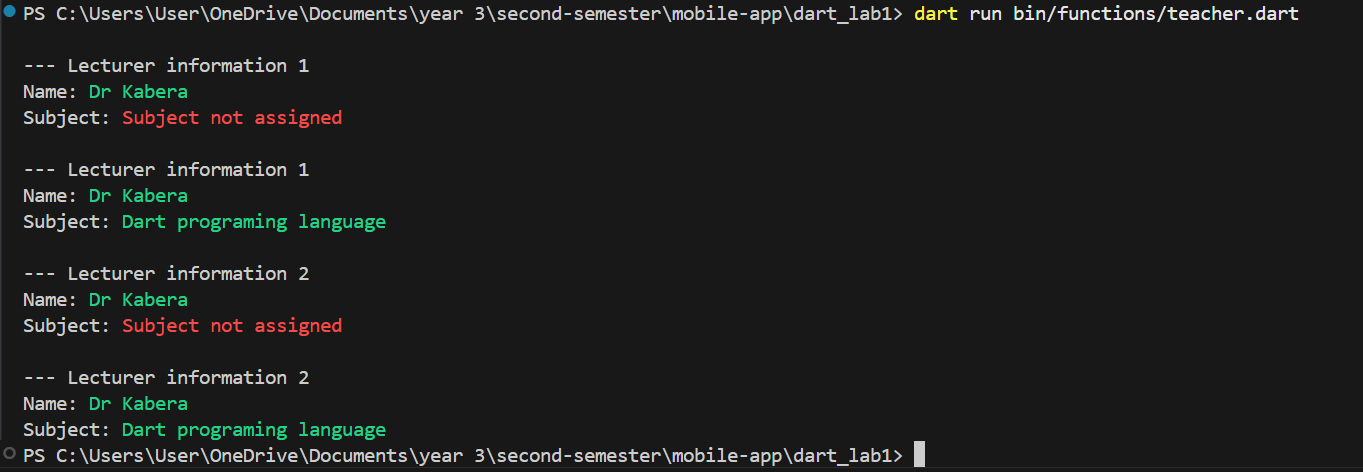 PS C:\Users\User\OneDrive\Documents\year 3\second-semester\mobile-app\dart_lab1> dart run bin/functions/teacher.dart
--- Lecturer information 1
Name: Dr Kabera
Subject: Subject not assigned
--- Lecturer information 1
Name: Dr Kabera
Subject: Dart programing language
--- Lecturer information 2
Name: Dr Kabera
Subject: Subject not assigned
--- Lecturer information 2
Name: Dr Kabera
Subject: Dart programing language
PS C:\Users\User\OneDrive\Documents\year 3\second-semester\mobile-app\dart_lab1>